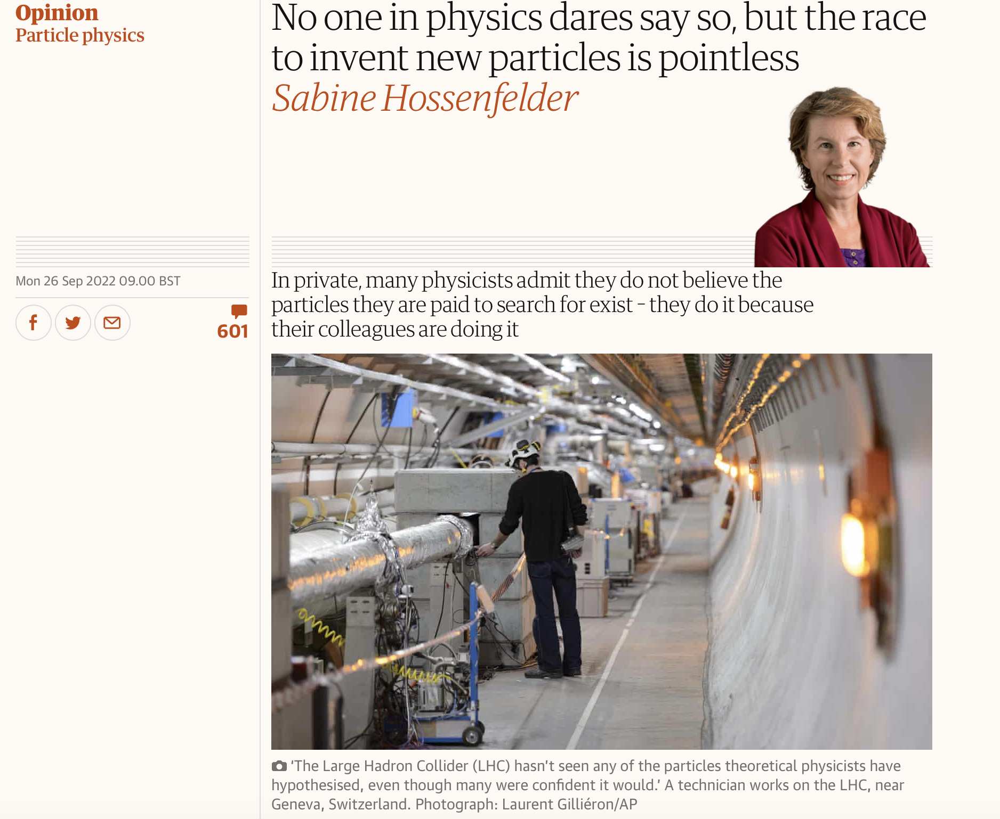 Opinion
Particle physics
No one in physics dares say so, but the race
to invent new particles is pointless
Sabine Hossenfelder
Mon 26 Sep 2022 09.00 BST
601
In private, many physicists admit they do not believe the
particles they are paid to search for exist – they do it because
their colleagues are doing it
‘The Large Hadron Collider (LHC) hasn’t seen any of the particles theoretical physicists have
hypothesised, even though many were confident it would.’ A technician works on the LHC, near
Geneva, Switzerland. Photograph: Laurent Gilliéron/AP